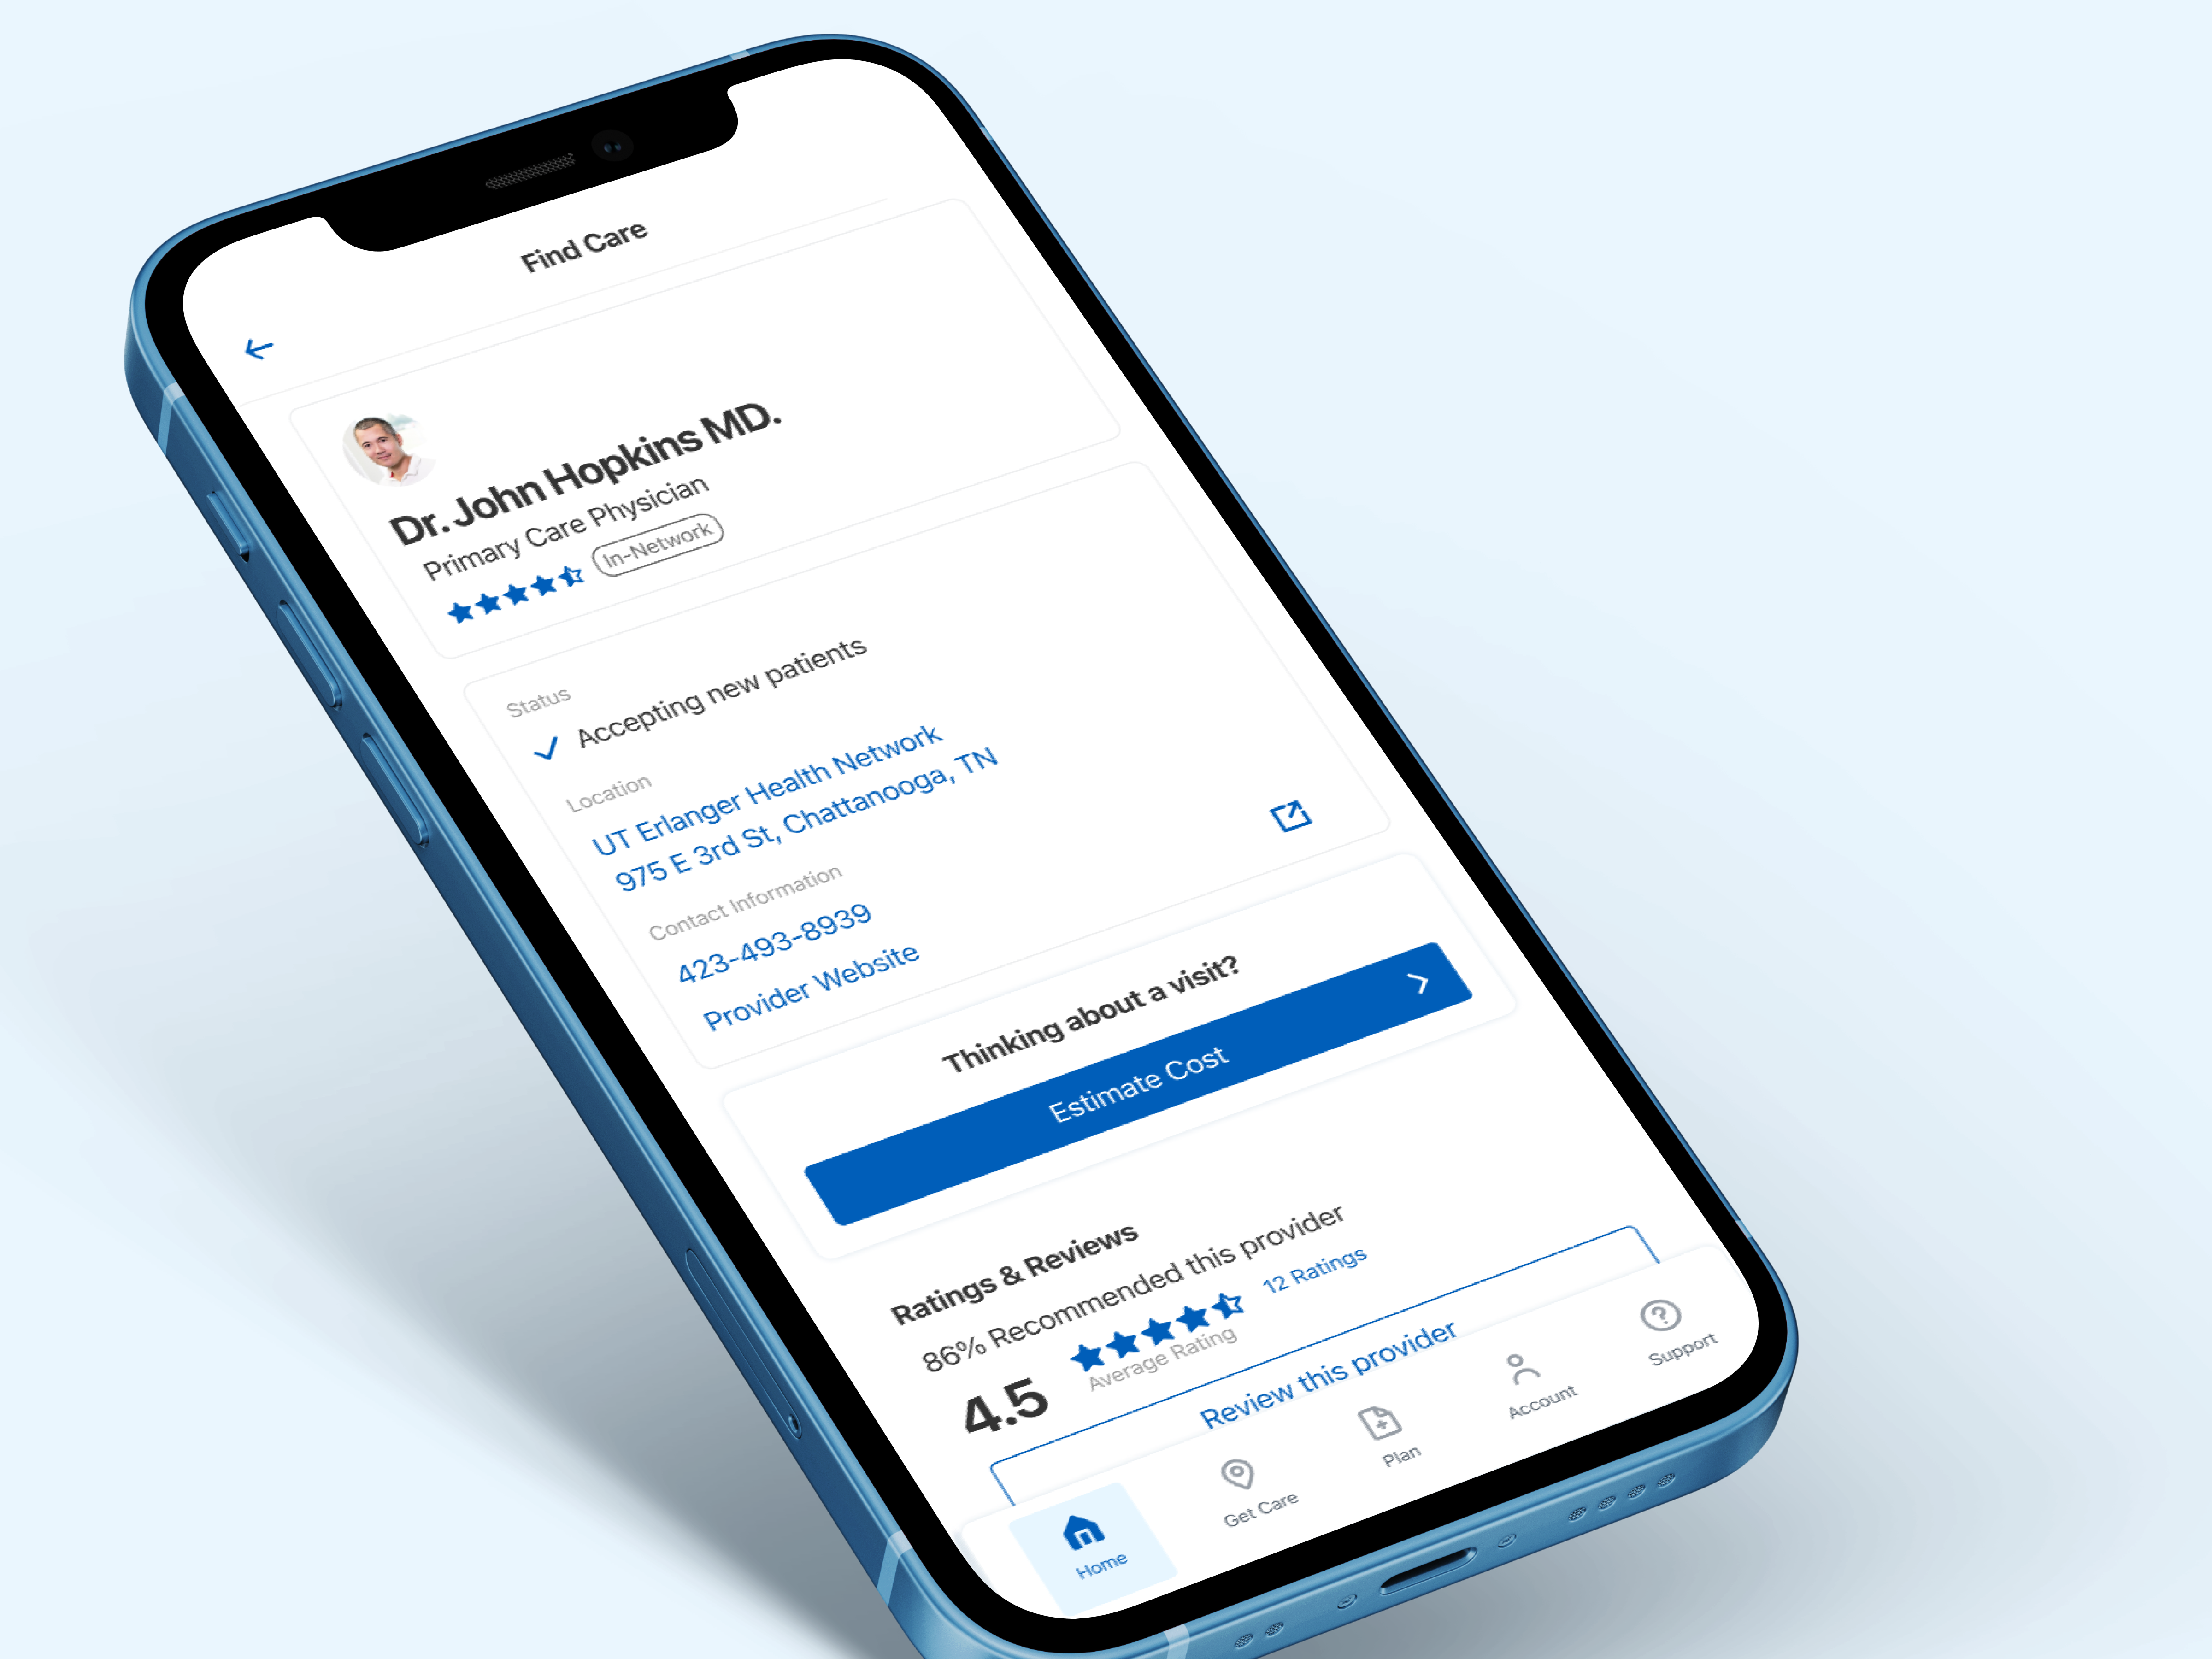 Find Care
Dr. John Hopkins MD.
Primary Care Physician
In-Network
Status
Accepting new patients
Location
UT Erlanger Health Network
975 E 3rd St, Chattanooga, TN
Contact Information
423-493-8939
Provider Website
Thinking about a visit?
Estimate Cost
Ratings & Reviews
86% Recommended this provider
4.5
12 Ratings
Average Rating
Review this provider
Home
Get Care
Plan
Account
Support